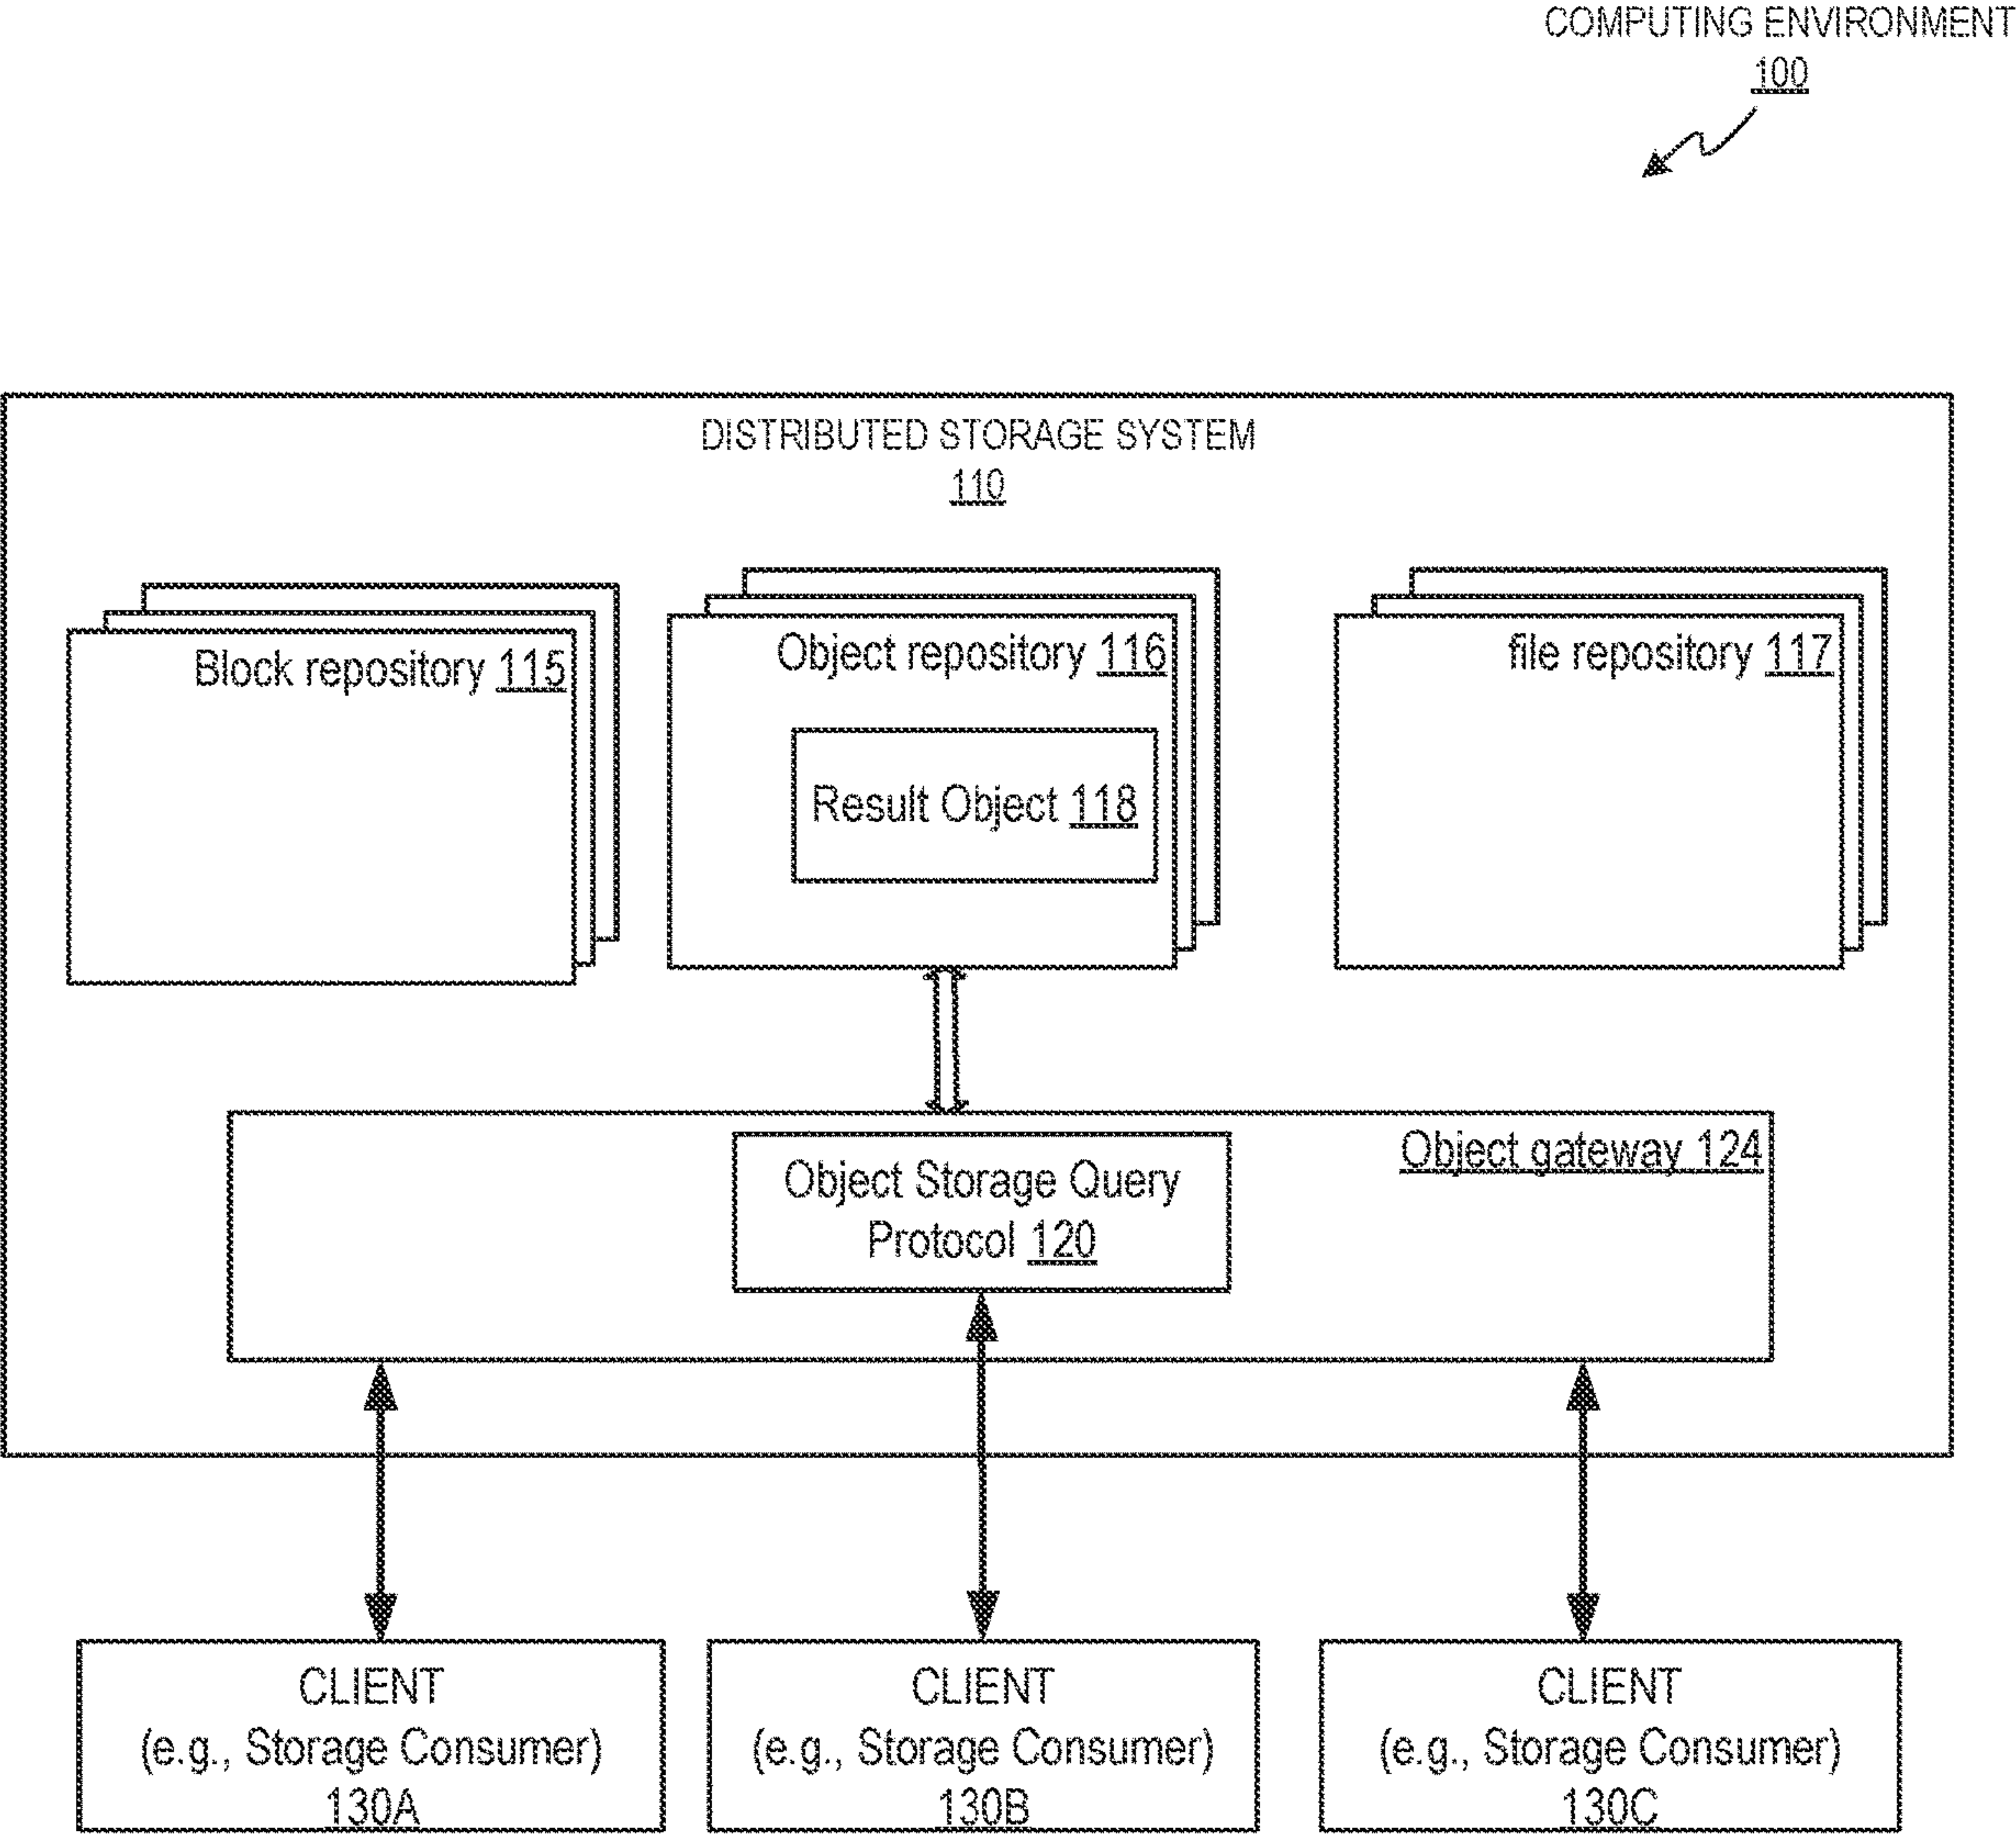 COMPUTING ENVIRONMENT
100
DISTRIBUTED STORAGE SYSTEM
110
Block repository 115
Object repository 116
file repository 117
Result Object 118
Object gateway 124
Object Storage Query
Protocol 120
CLIENT
(e.g., Storage Consumer)
130A
CLIENT
(e.g., Storage Consumer)
130B
CLIENT
(e.g., Storage Consumer)
130C